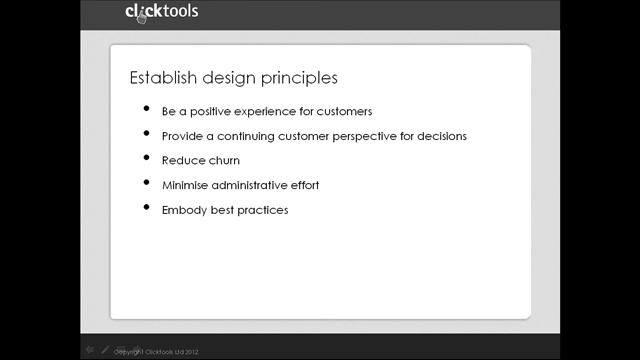 clicktools
Establish design principles
• Be a positive experience for customers
• Provide a continuing customer perspective for decisions
• Reduce churn
• Minimise administrative effort
• Embody best practices
Copyright Clicktools Ltd 2012